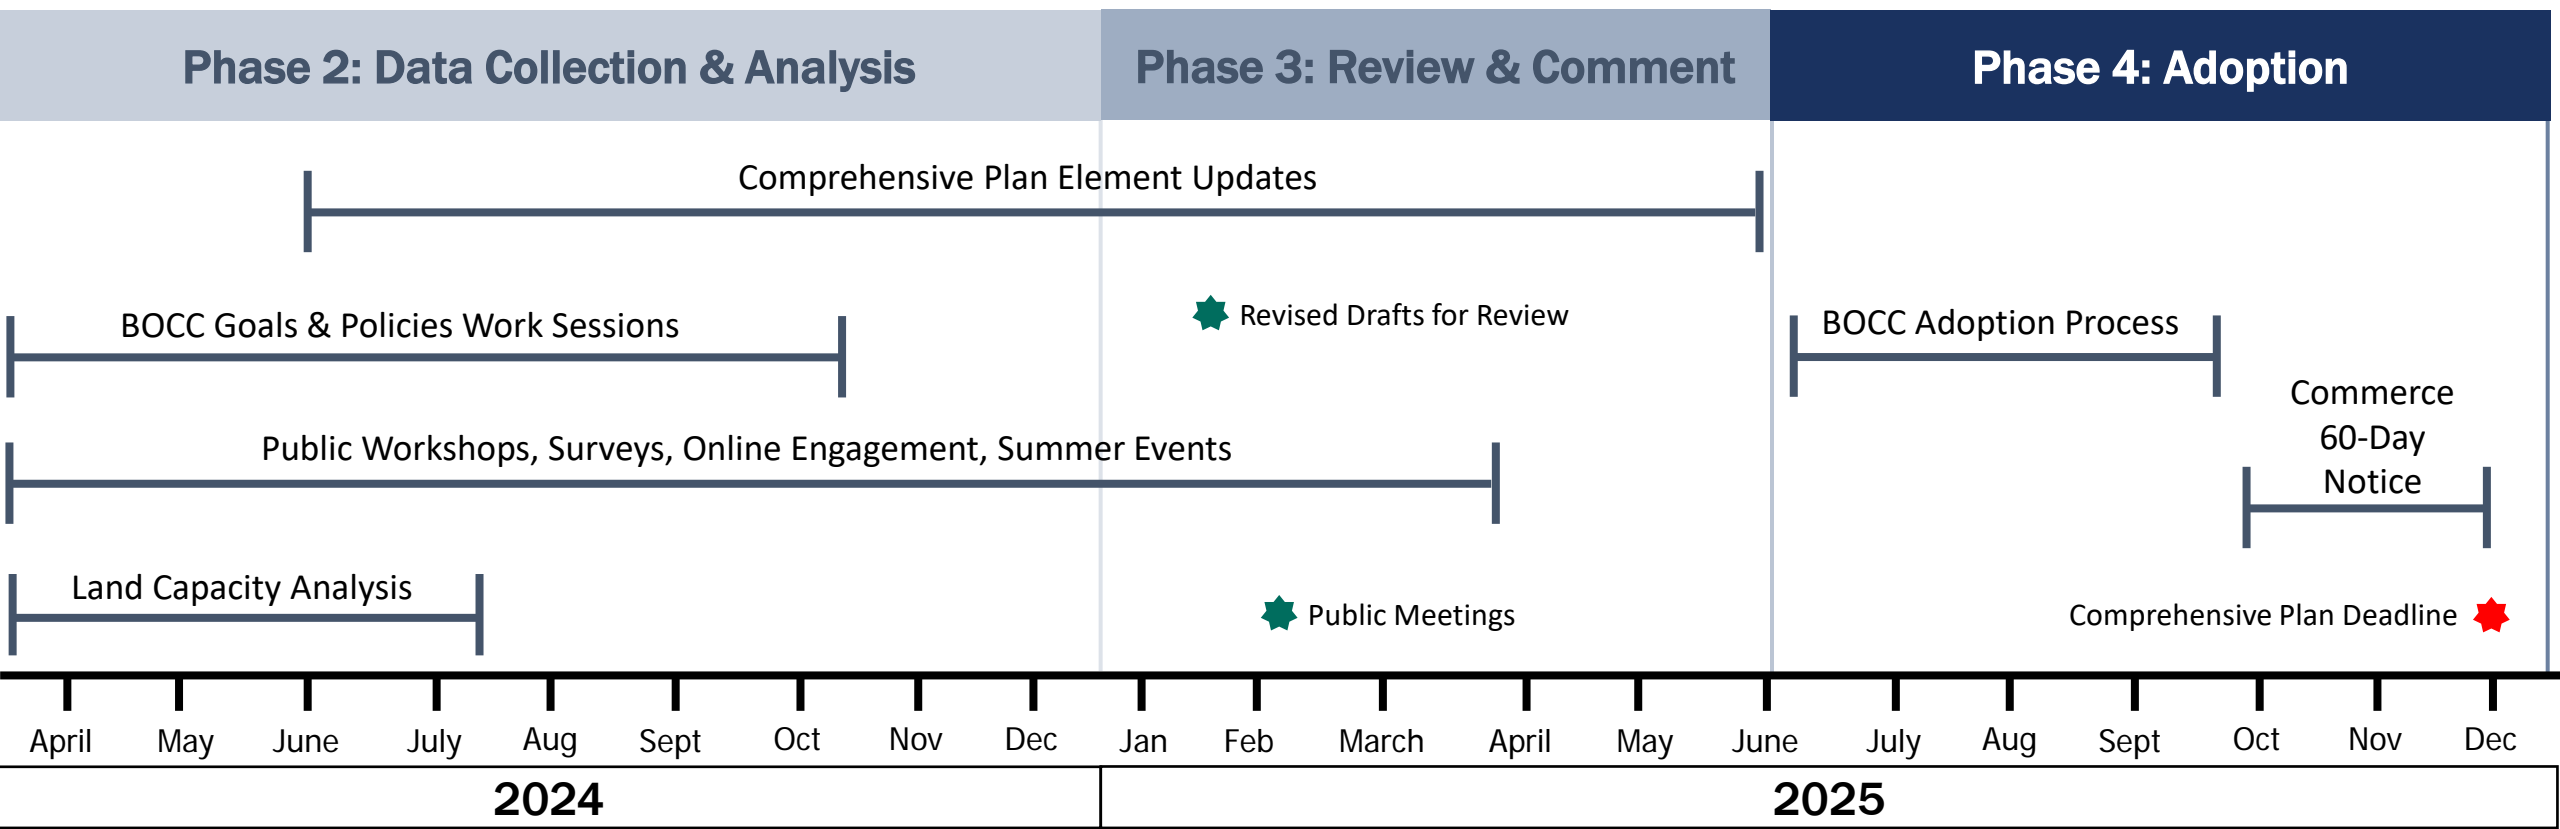 Phase 2: Data Collection & Analysis
Phase 3: Review & Comment
Phase 4: Adoption
Comprehensive Plan Element Updates
BOCC Goals & Policies Work Sessions
Revised Drafts for Review
BOCC Adoption Process
Commerce
60-Day
Notice
Public Workshops, Surveys, Online Engagement, Summer Events
Land Capacity Analysis
Public Meetings
Comprehensive Plan Deadline
April May June July Aug Sept Oct Nov Dec Jan Feb March April May June July Aug Sept Oct Nov Dec
2024
2025